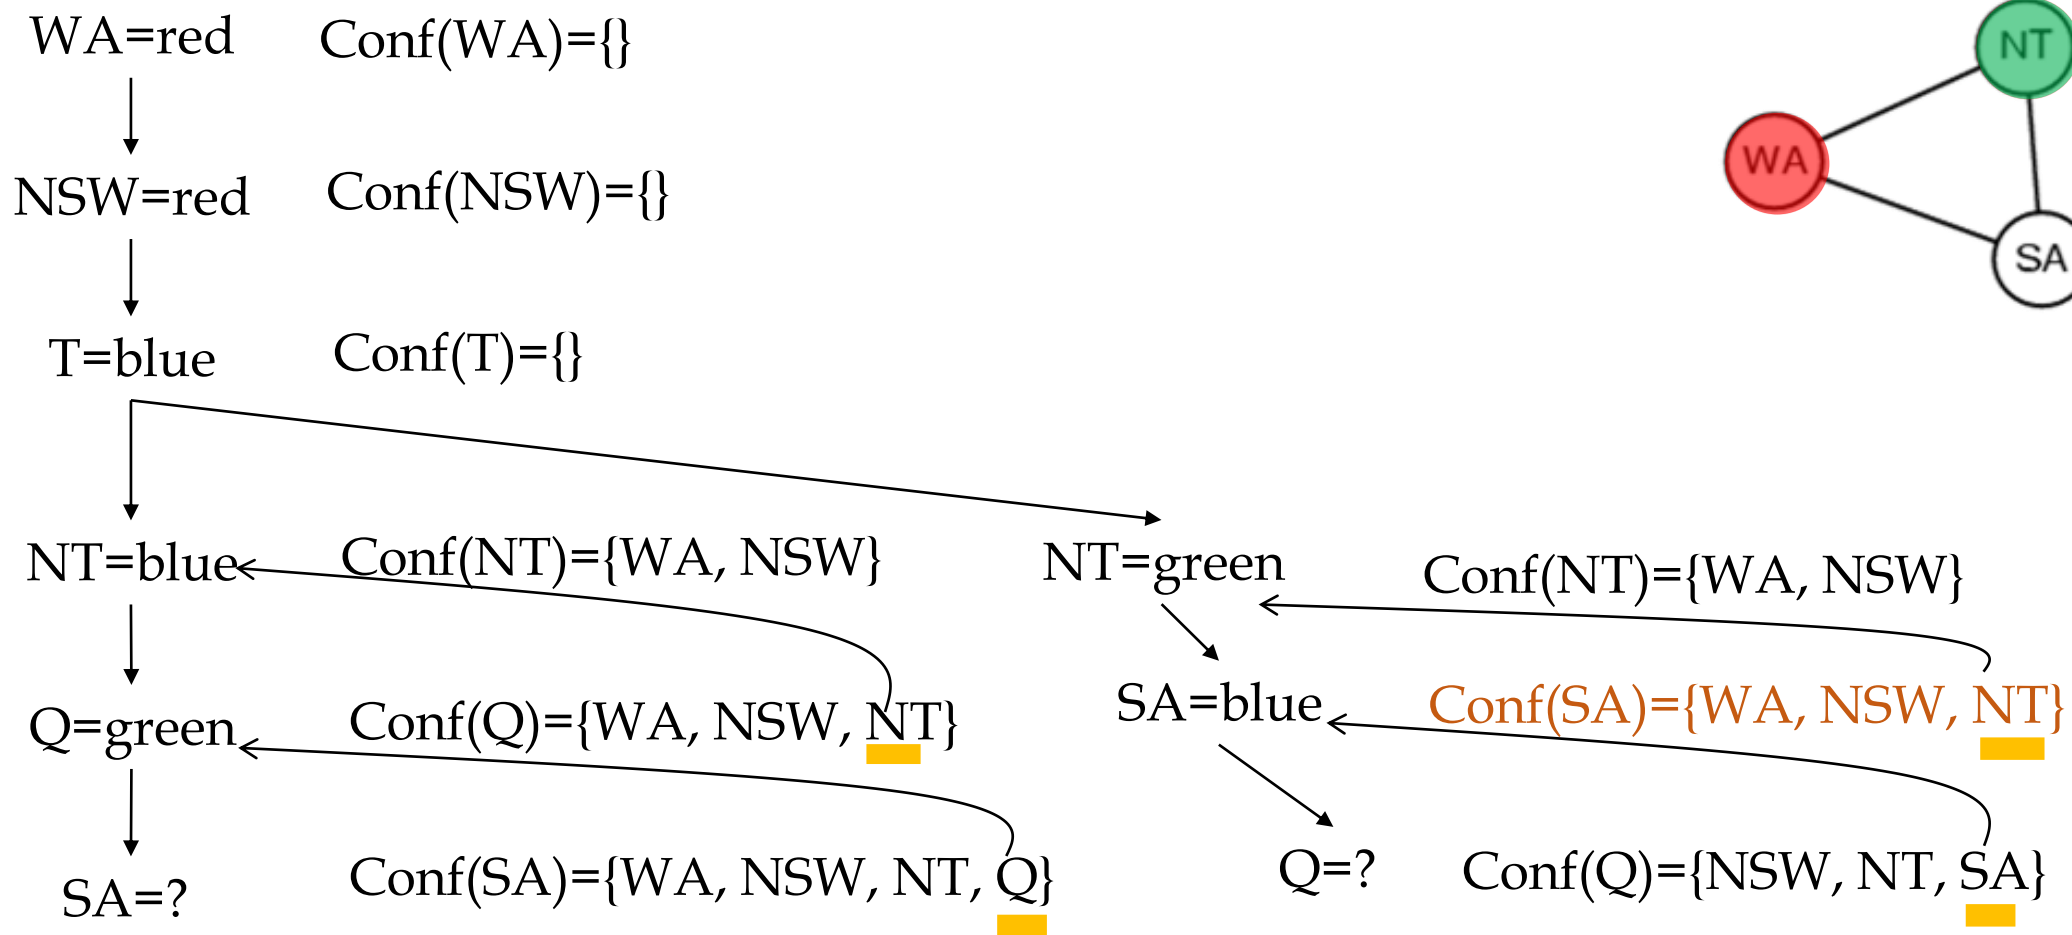 WA=red Conf(WA)={}
NT
WA
NSW=red Conf(NSW)={}
SA
T=blue Conf(T)={}
NT=blue Conf(NT)={WA, NSW}
NT=green Conf(NT)={WA, NSW}
Q=green Conf(Q)={WA, NSW, NT}
SA=blue Conf(SA)={WA, NSW, NT}
SA=? Conf(SA)={WA, NSW, NT, Q}
Q=? Conf(Q)={NSW, NT, SA}